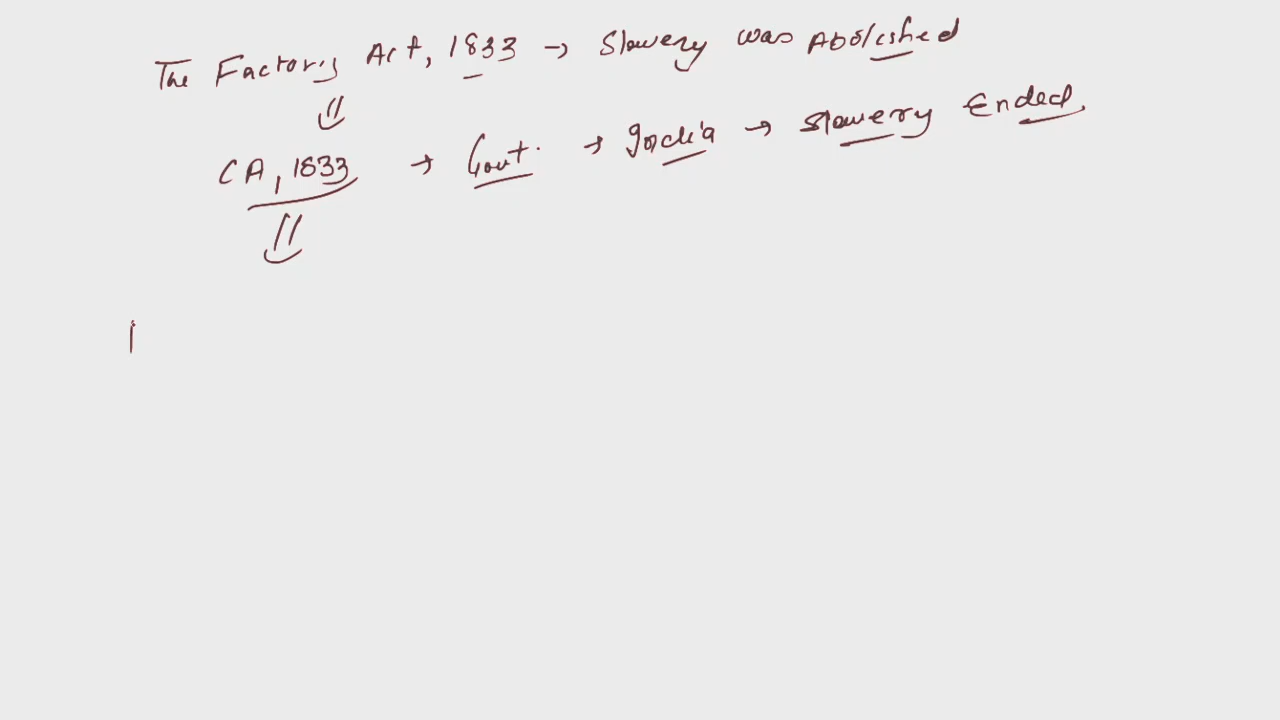 The Factory Act, 1833 → Slavery was Abolished
CA, 1833 → Govt. → India → Slavery Ended.